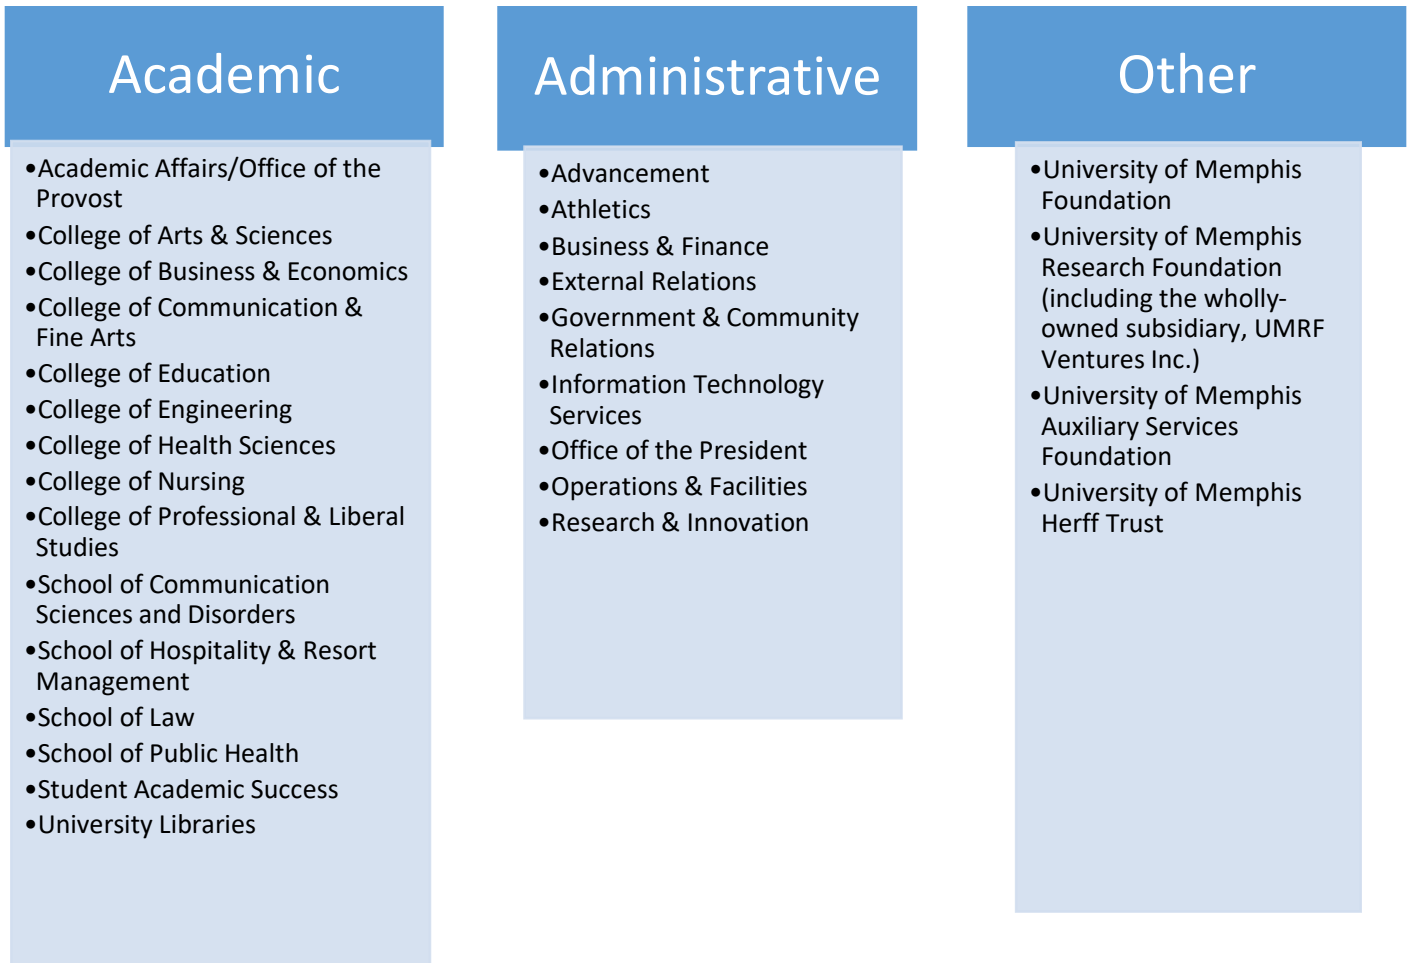 Academic
•Academic Affairs/Office of the
Provost
•College of Arts & Sciences
•College of Business & Economics
•College of Communication &
Fine Arts
•College of Education
•College of Engineering
•College of Health Sciences
•College of Nursing
•College of Professional & Liberal
Studies
•School of Communication
Sciences and Disorders
•School of Hospitality & Resort
Management
•School of Law
•School of Public Health
•Student Academic Success
•University Libraries
Administrative
•Advancement
•Athletics
•Business & Finance
•External Relations
•Government & Community
Relations
•Information Technology
Services
•Office of the President
•Operations & Facilities
•Research & Innovation
Other
•University of Memphis
Foundation
•University of Memphis
Research Foundation
(including the wholly-
owned subsidiary, UMRF
Ventures Inc.)
•University of Memphis
Auxiliary Services
Foundation
•University of Memphis
Herff Trust